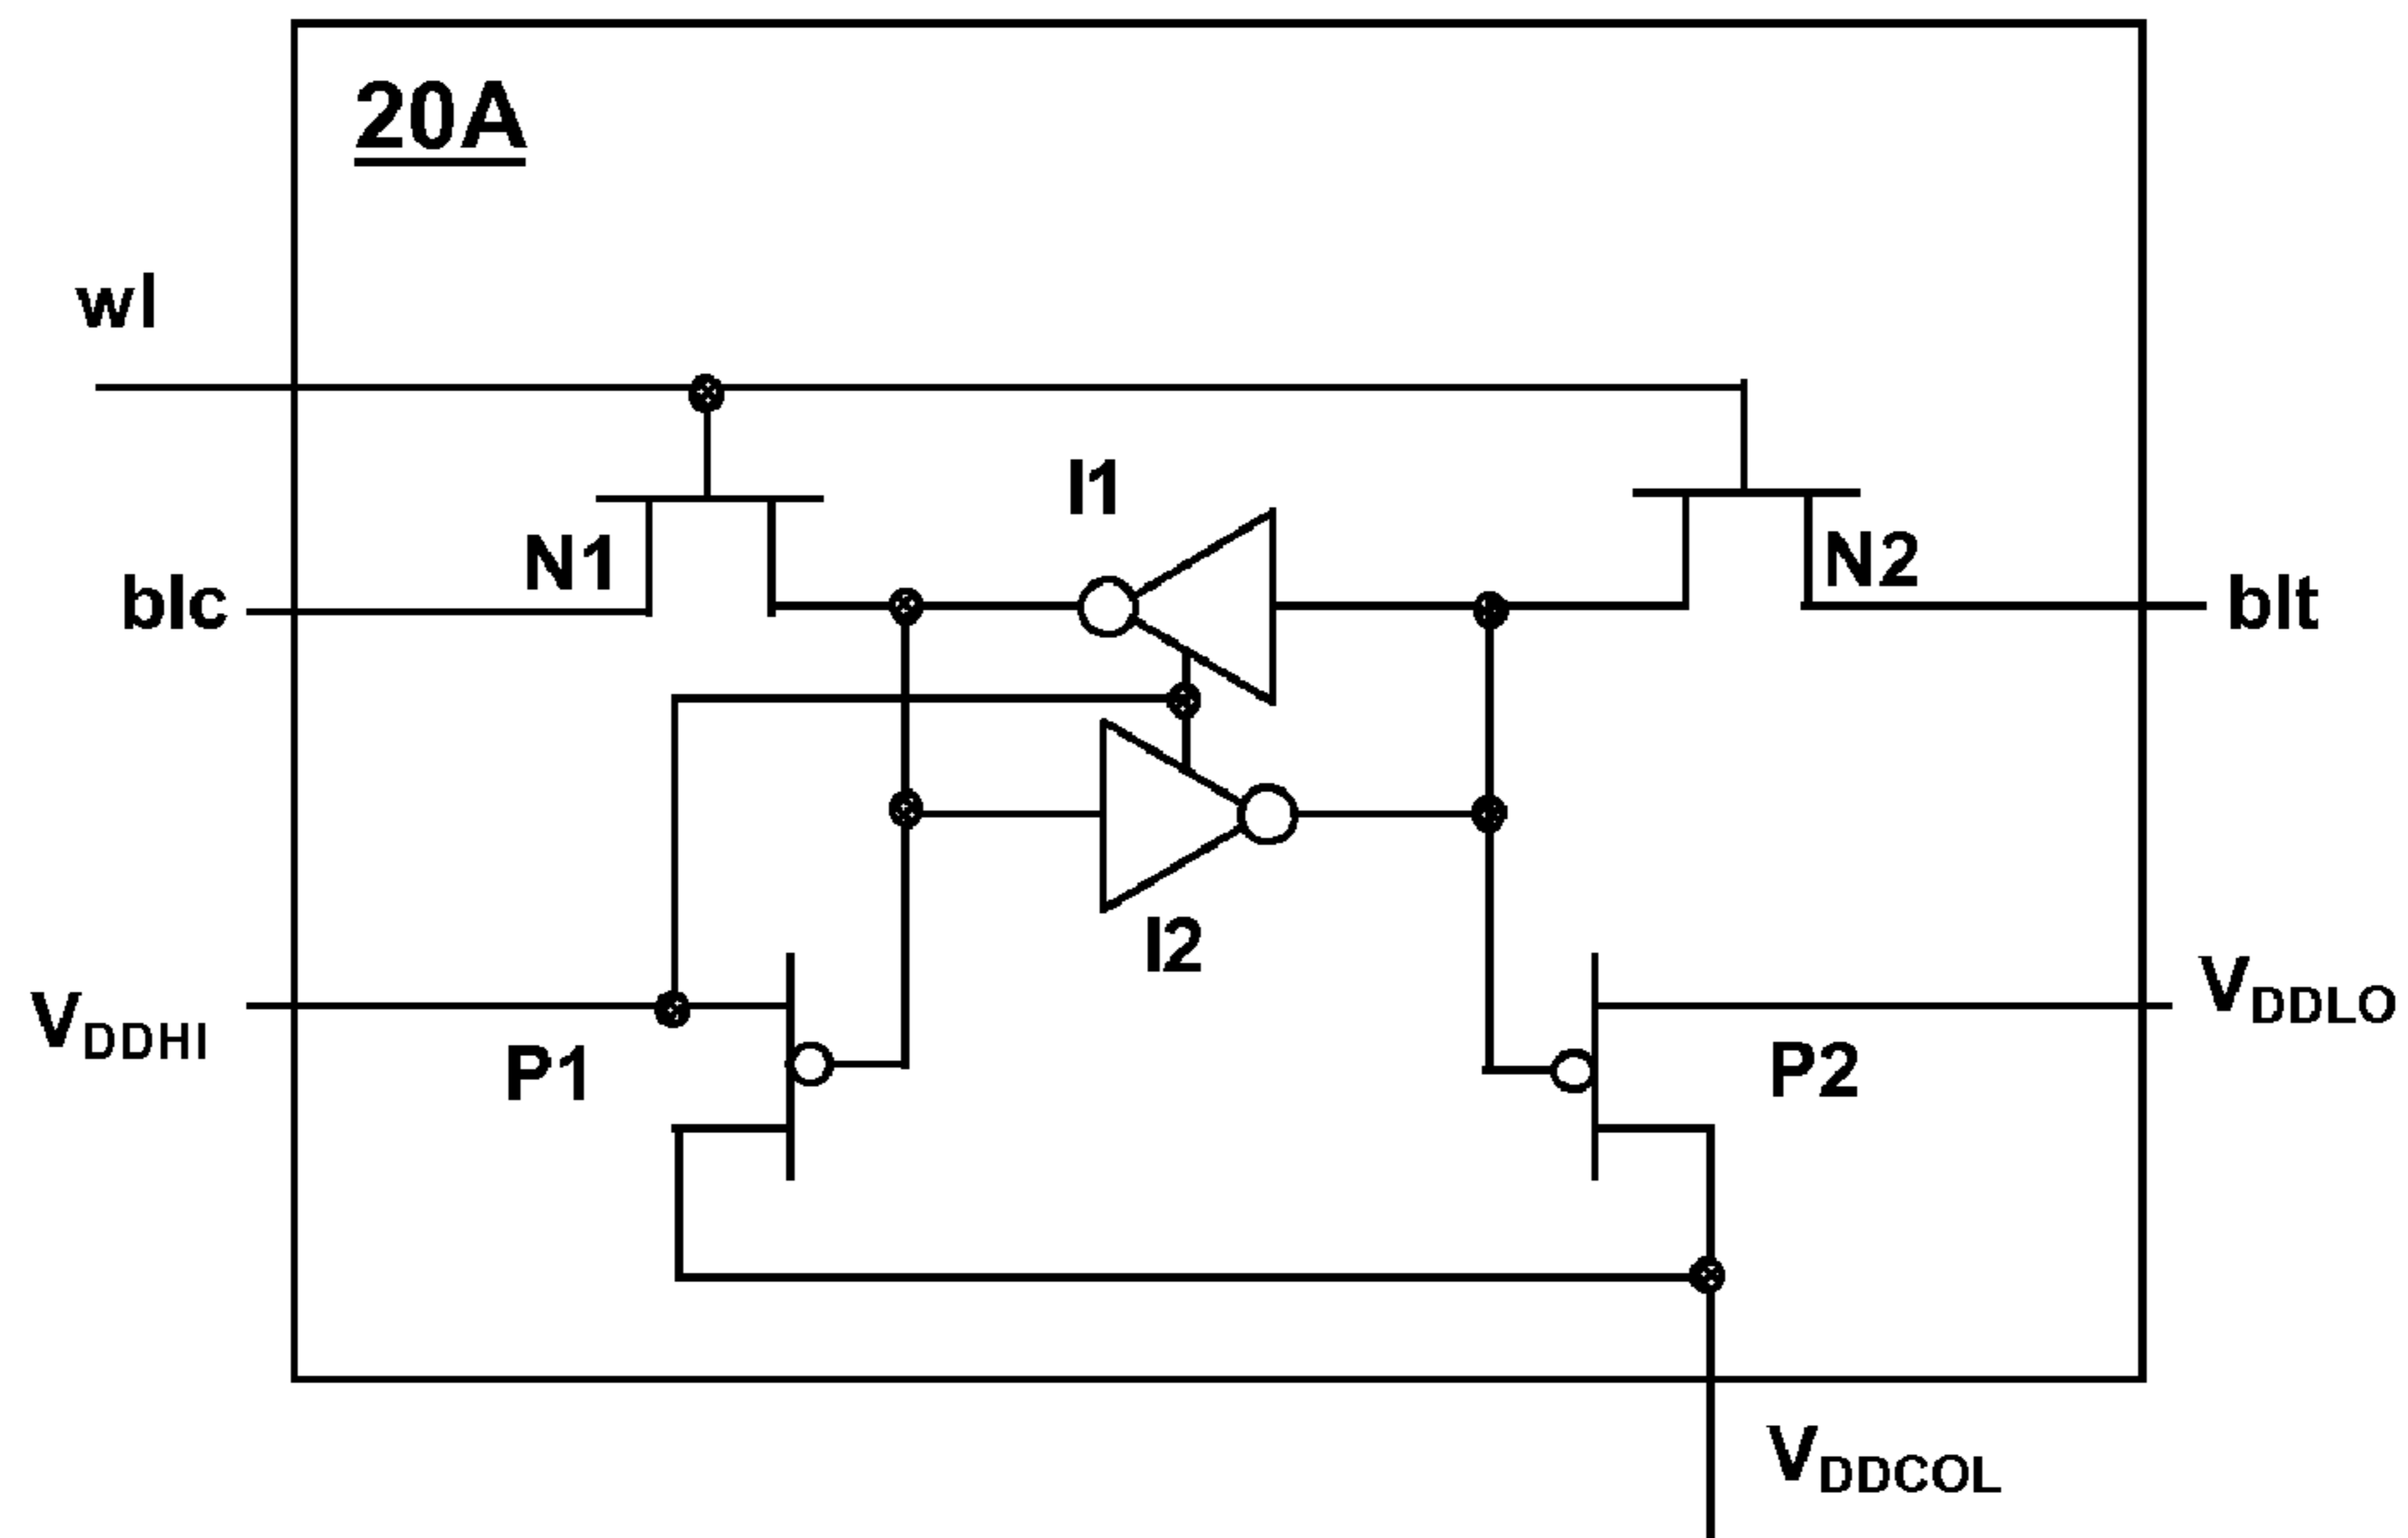 20A
wl
I1
N1
N2
blc
blt
I2
VDDHI
VDDLO
P1
P2
VDDCOL